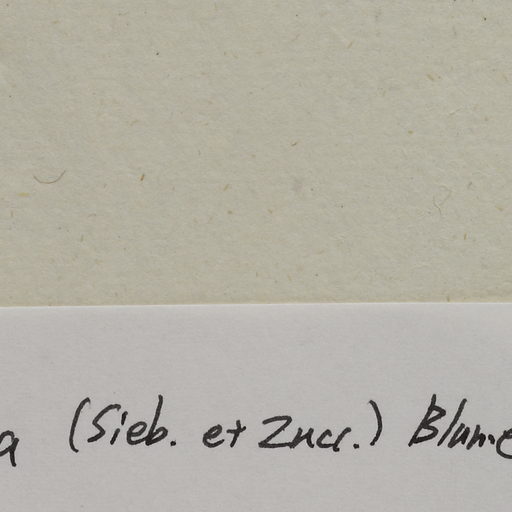 a (Sieb. et Zucc.) Blume